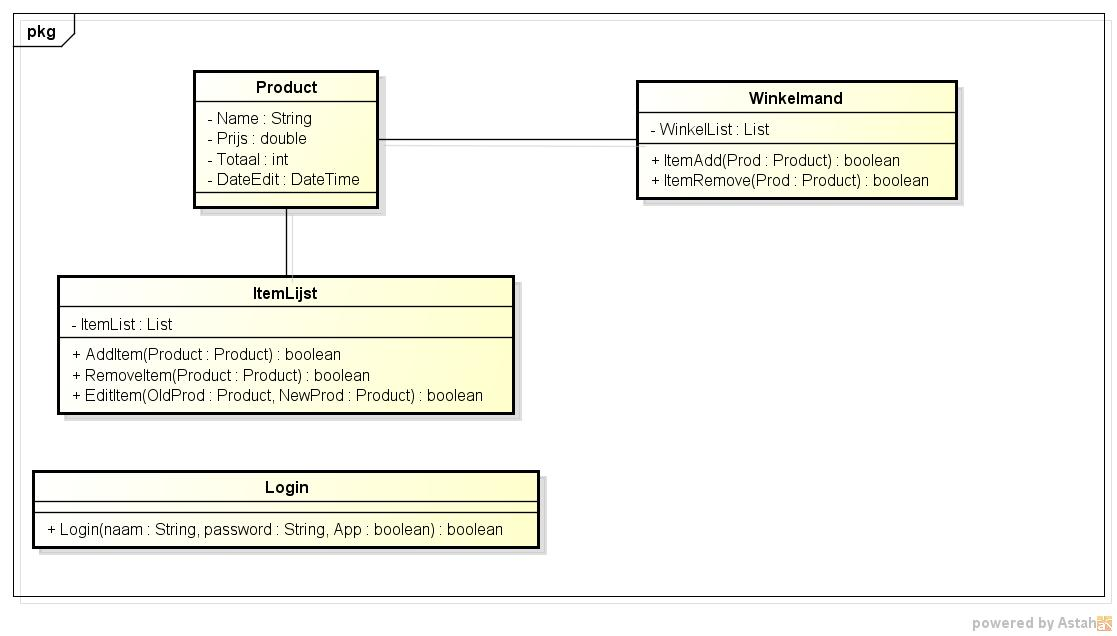 pkg
Product
- Name : String
- Prijs : double
- Totaal : int
- DateEdit : DateTime
Winkelmand
- WinkelList : List
+ ItemAdd(Prod : Product) : boolean
+ ItemRemove(Prod : Product) : boolean
ItemLijst
- ItemList : List
+ AddItem(Product : Product) : boolean
+ RemoveItem(Product : Product) : boolean
+ EditItem(OldProd : Product, NewProd : Product) : boolean
Login
+ Login(naam : String, password : String, App : boolean) : boolean
powered by Astah